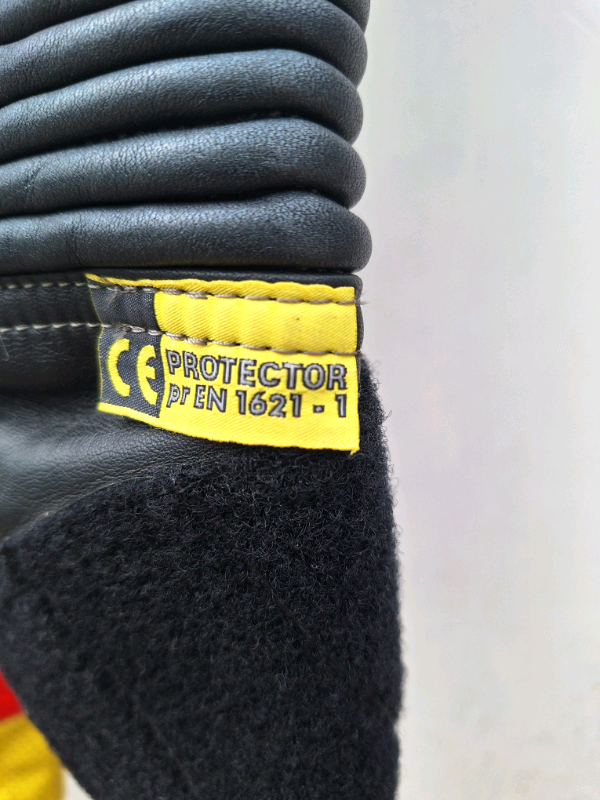 CE PROTECTOR
pr EN 1621 - 1